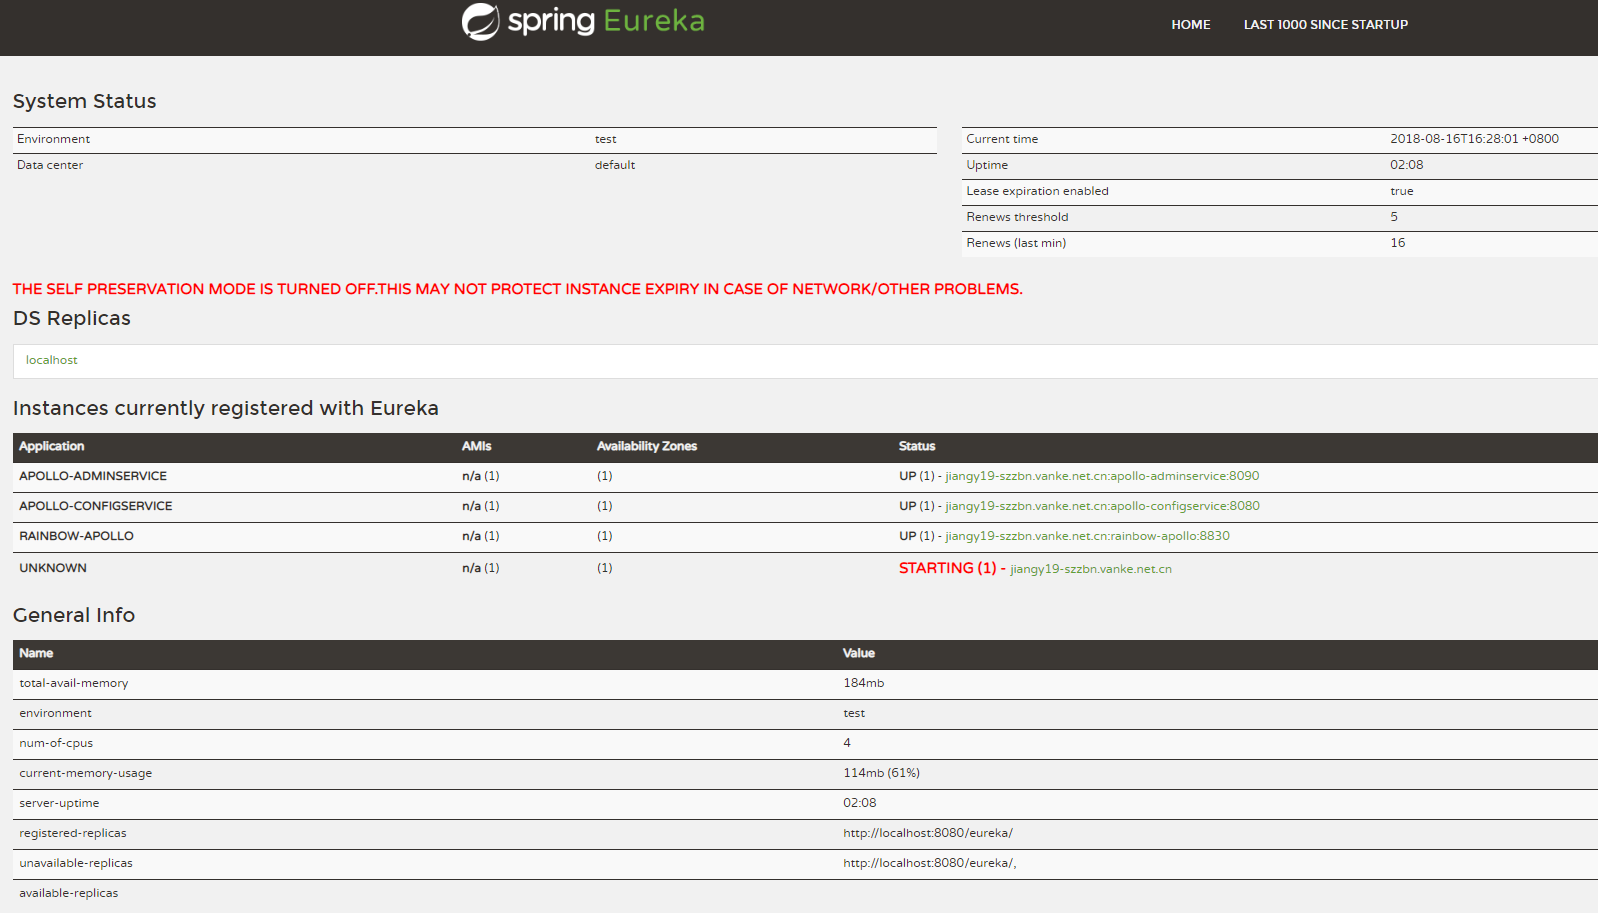 spring Eureka
HOME LAST 1000 SINCE STARTUP
System Status
Environment test
Data center default
Current time 2018-08-16T16:28:01 +0800
Uptime 02:08
Lease expiration enabled true
Renews threshold 5
Renews (last min) 16
THE SELF PRESERVATION MODE IS TURNED OFF.THIS MAY NOT PROTECT INSTANCE EXPIRY IN CASE OF NETWORK/OTHER PROBLEMS.
DS Replicas
localhost
Instances currently registered with Eureka
Application AMIs Availability Zones Status
APOLLO-ADMINSERVICE n/a (1) (1) UP (1) - jiangy19-szzbn.vanke.net.cn:apollo-adminservice:8090
APOLLO-CONFIGSERVICE n/a (1) (1) UP (1) - jiangy19-szzbn.vanke.net.cn:apollo-configservice:8080
RAINBOW-APOLLO n/a (1) (1) UP (1) - jiangy19-szzbn.vanke.net.cn:rainbow-apollo:8830
UNKNOWN n/a (1) (1) STARTING (1) - jiangy19-szzbn.vanke.net.cn
General Info
Name Value
total-avail-memory 184mb
environment test
num-of-cpus 4
current-memory-usage 114mb (61%)
server-uptime 02:08
registered-replicas http://localhost:8080/eureka/
unavailable-replicas http://localhost:8080/eureka/,
available-replicas